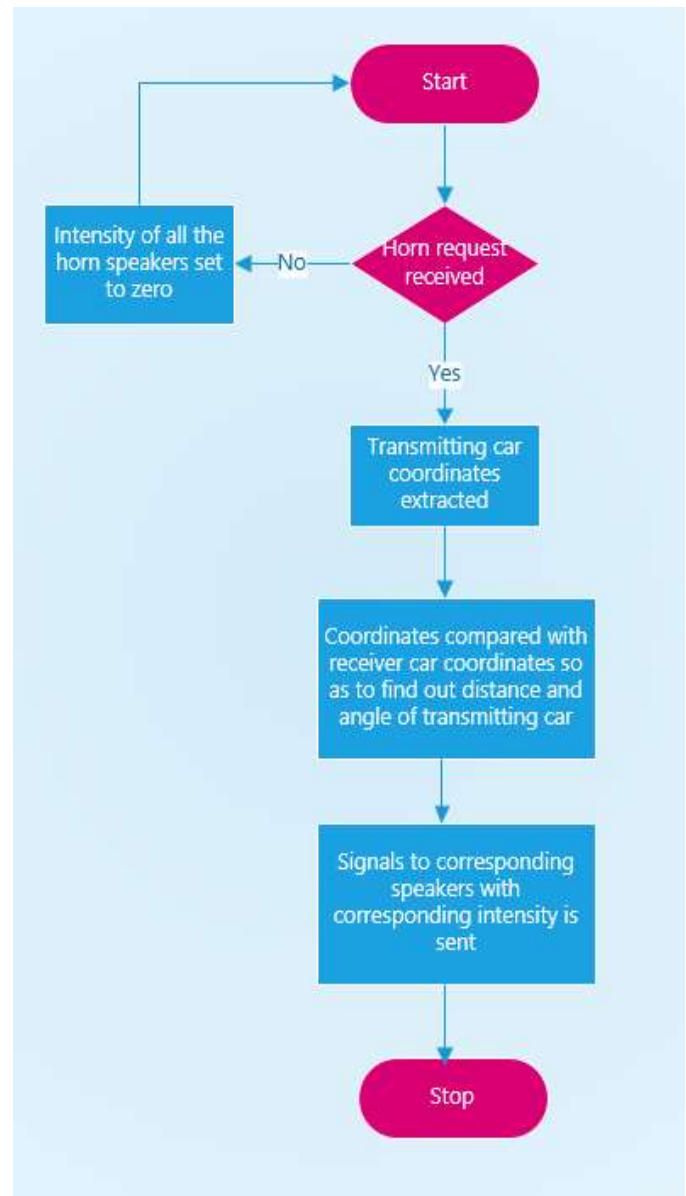 Start
Horn request
received
No
Intensity of all the
horn speakers set
to zero
Yes
Transmitting car
coordinates
extracted
Coordinates compared with
receiver car coordinates so
as to find out distance and
angle of transmitting car
Signals to corresponding
speakers with
corresponding intensity is
sent
Stop